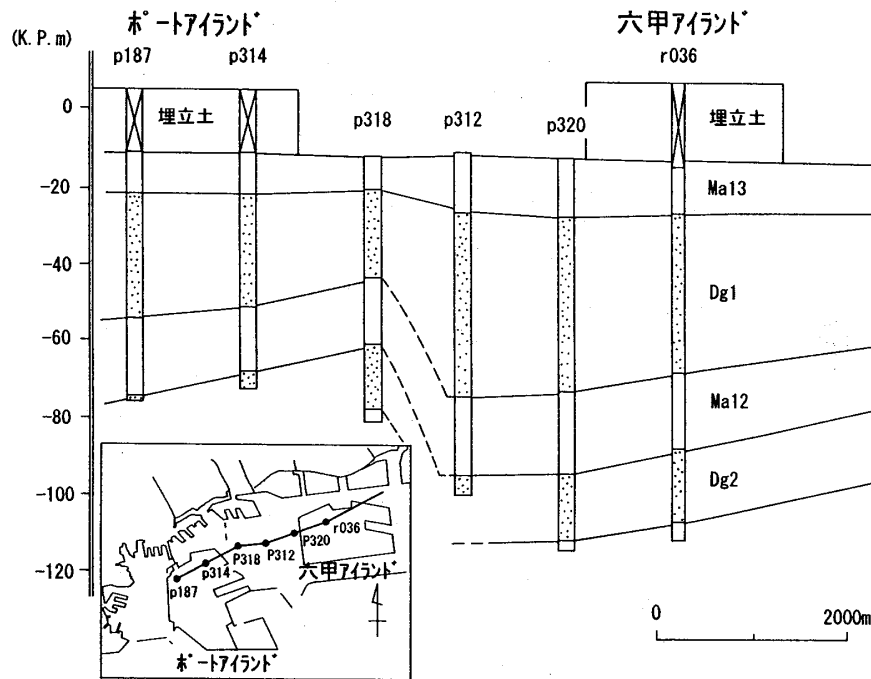 ポートアイランド 六甲アイランド
(K.P.m)
p187 p314 r036
0
埋立土 埋立土
p318 p312 p320
-20
Ma13
-40
Dg1
-60
-80
Ma12
-100
Dg2
-120
r036
P320
P312
P318
p314
p187
六甲アイランド
ポートアイランド
0 2000m